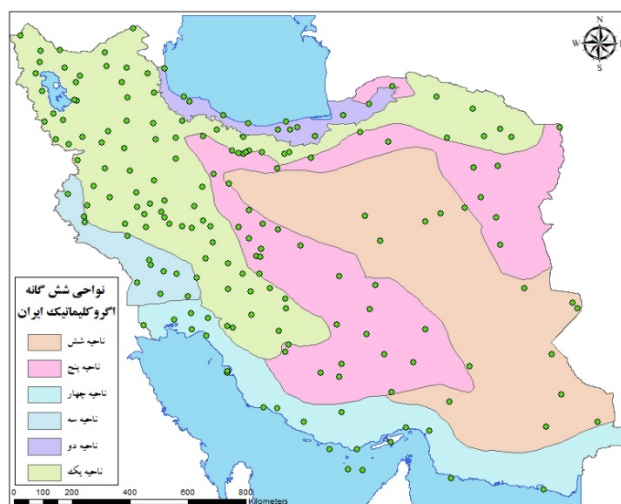 N
W
E
S
نواحی شش گانه
اگروکلیماتیک ایران
ناحیه شش
ناحیه پنج
ناحیه چهار
ناحیه سه
ناحیه دو
ناحیه یک
0 100 200 400 600 800
Kilometers